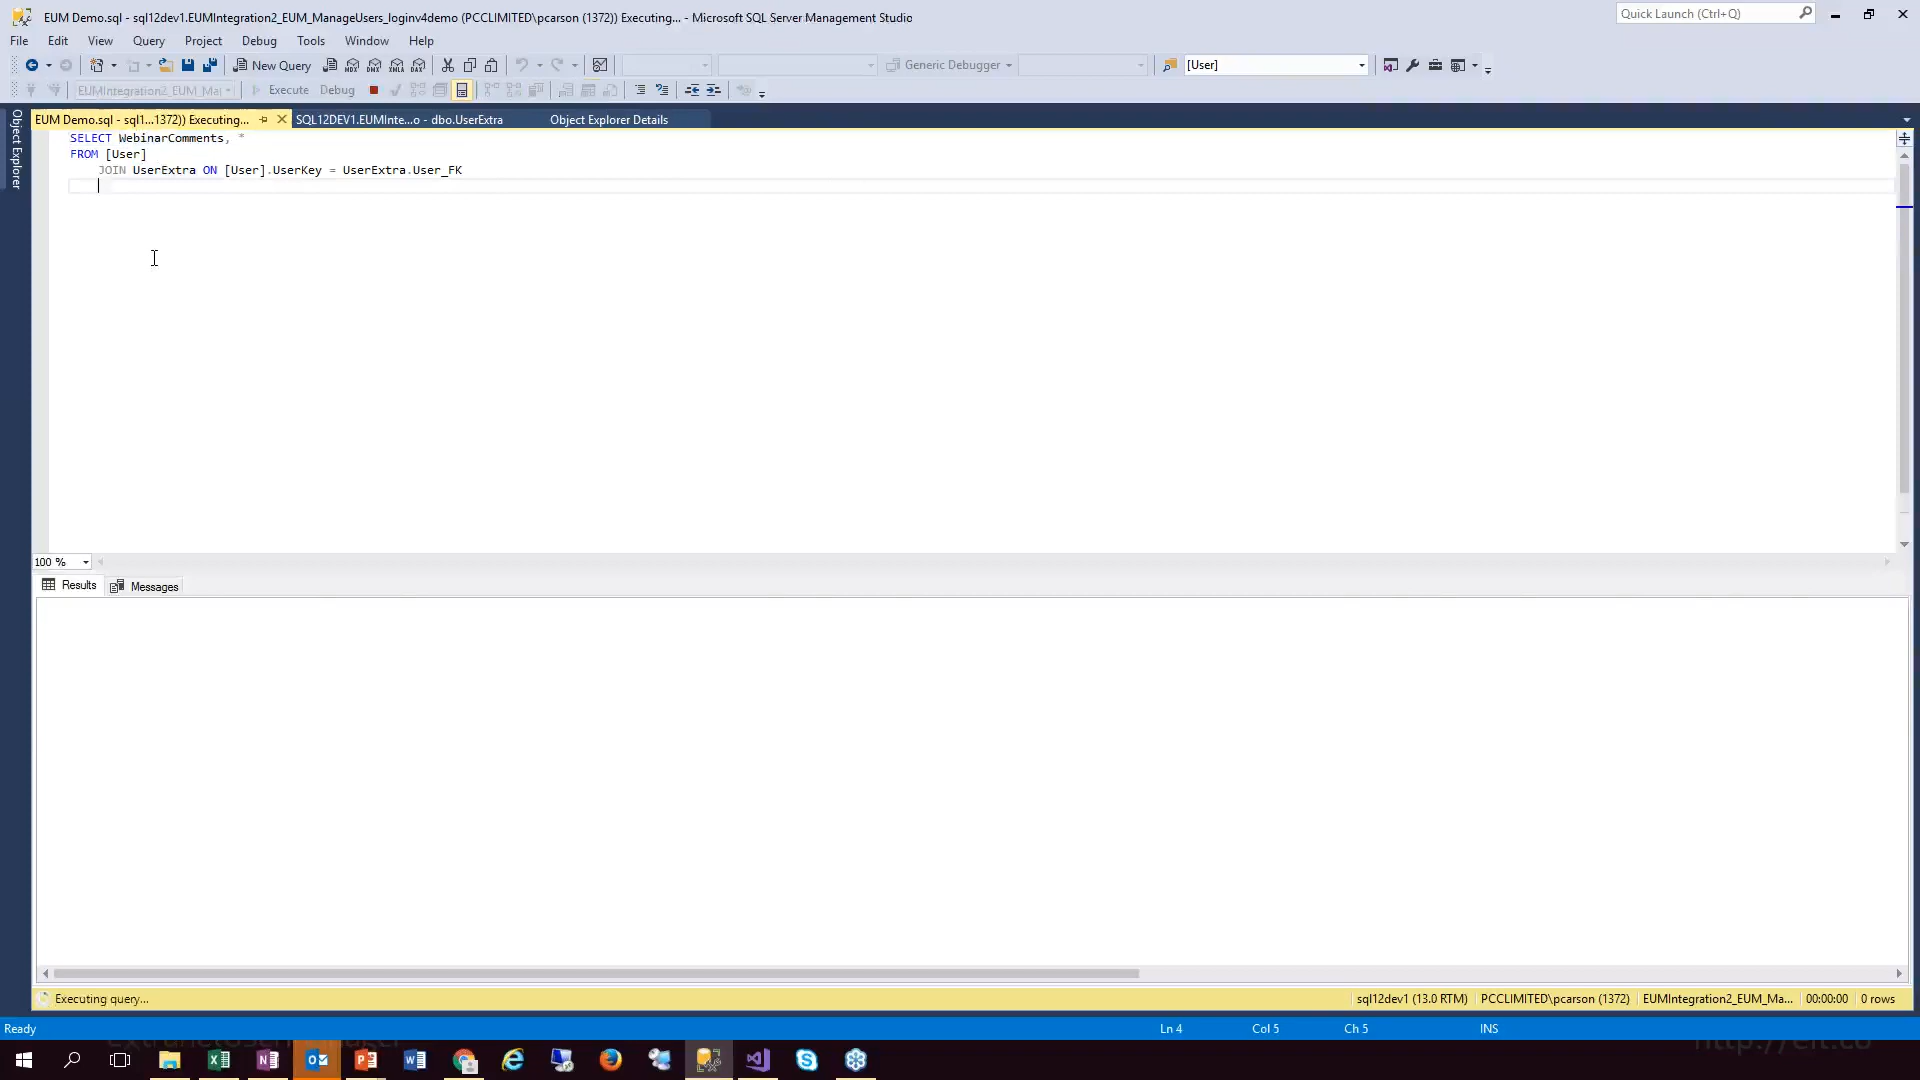 EUM Demo.sql - sql12dev1.EUMIntegration2_EUM_ManageUsers_loginv4demo (PCCLIMITED\pcarson (1372)) Executing... - Microsoft SQL Server Management Studio
Quick Launch (Ctrl+Q)
File Edit View Query Project Debug Tools Window Help
New Query
Generic Debugger
[User]
EUMIntegration2_EUM_Mai
Execute Debug
Object Explorer
EUM Demo.sql - sql1...1372)) Executing...
SQL12DEV1.EUMInte...o - dbo.UserExtra
Object Explorer Details
SELECT WebinarComments, *
FROM [User]
JOIN UserExtra ON [User].UserKey = UserExtra.User_FK
100 %
Results Messages
Executing query...
sql12dev1 (13.0 RTM) PCCLIMITED\pcarson (1372) EUMIntegration2_EUM_Ma... 00:00:00 0 rows
Ready Ln 4 Col 5 Ch 5 INS